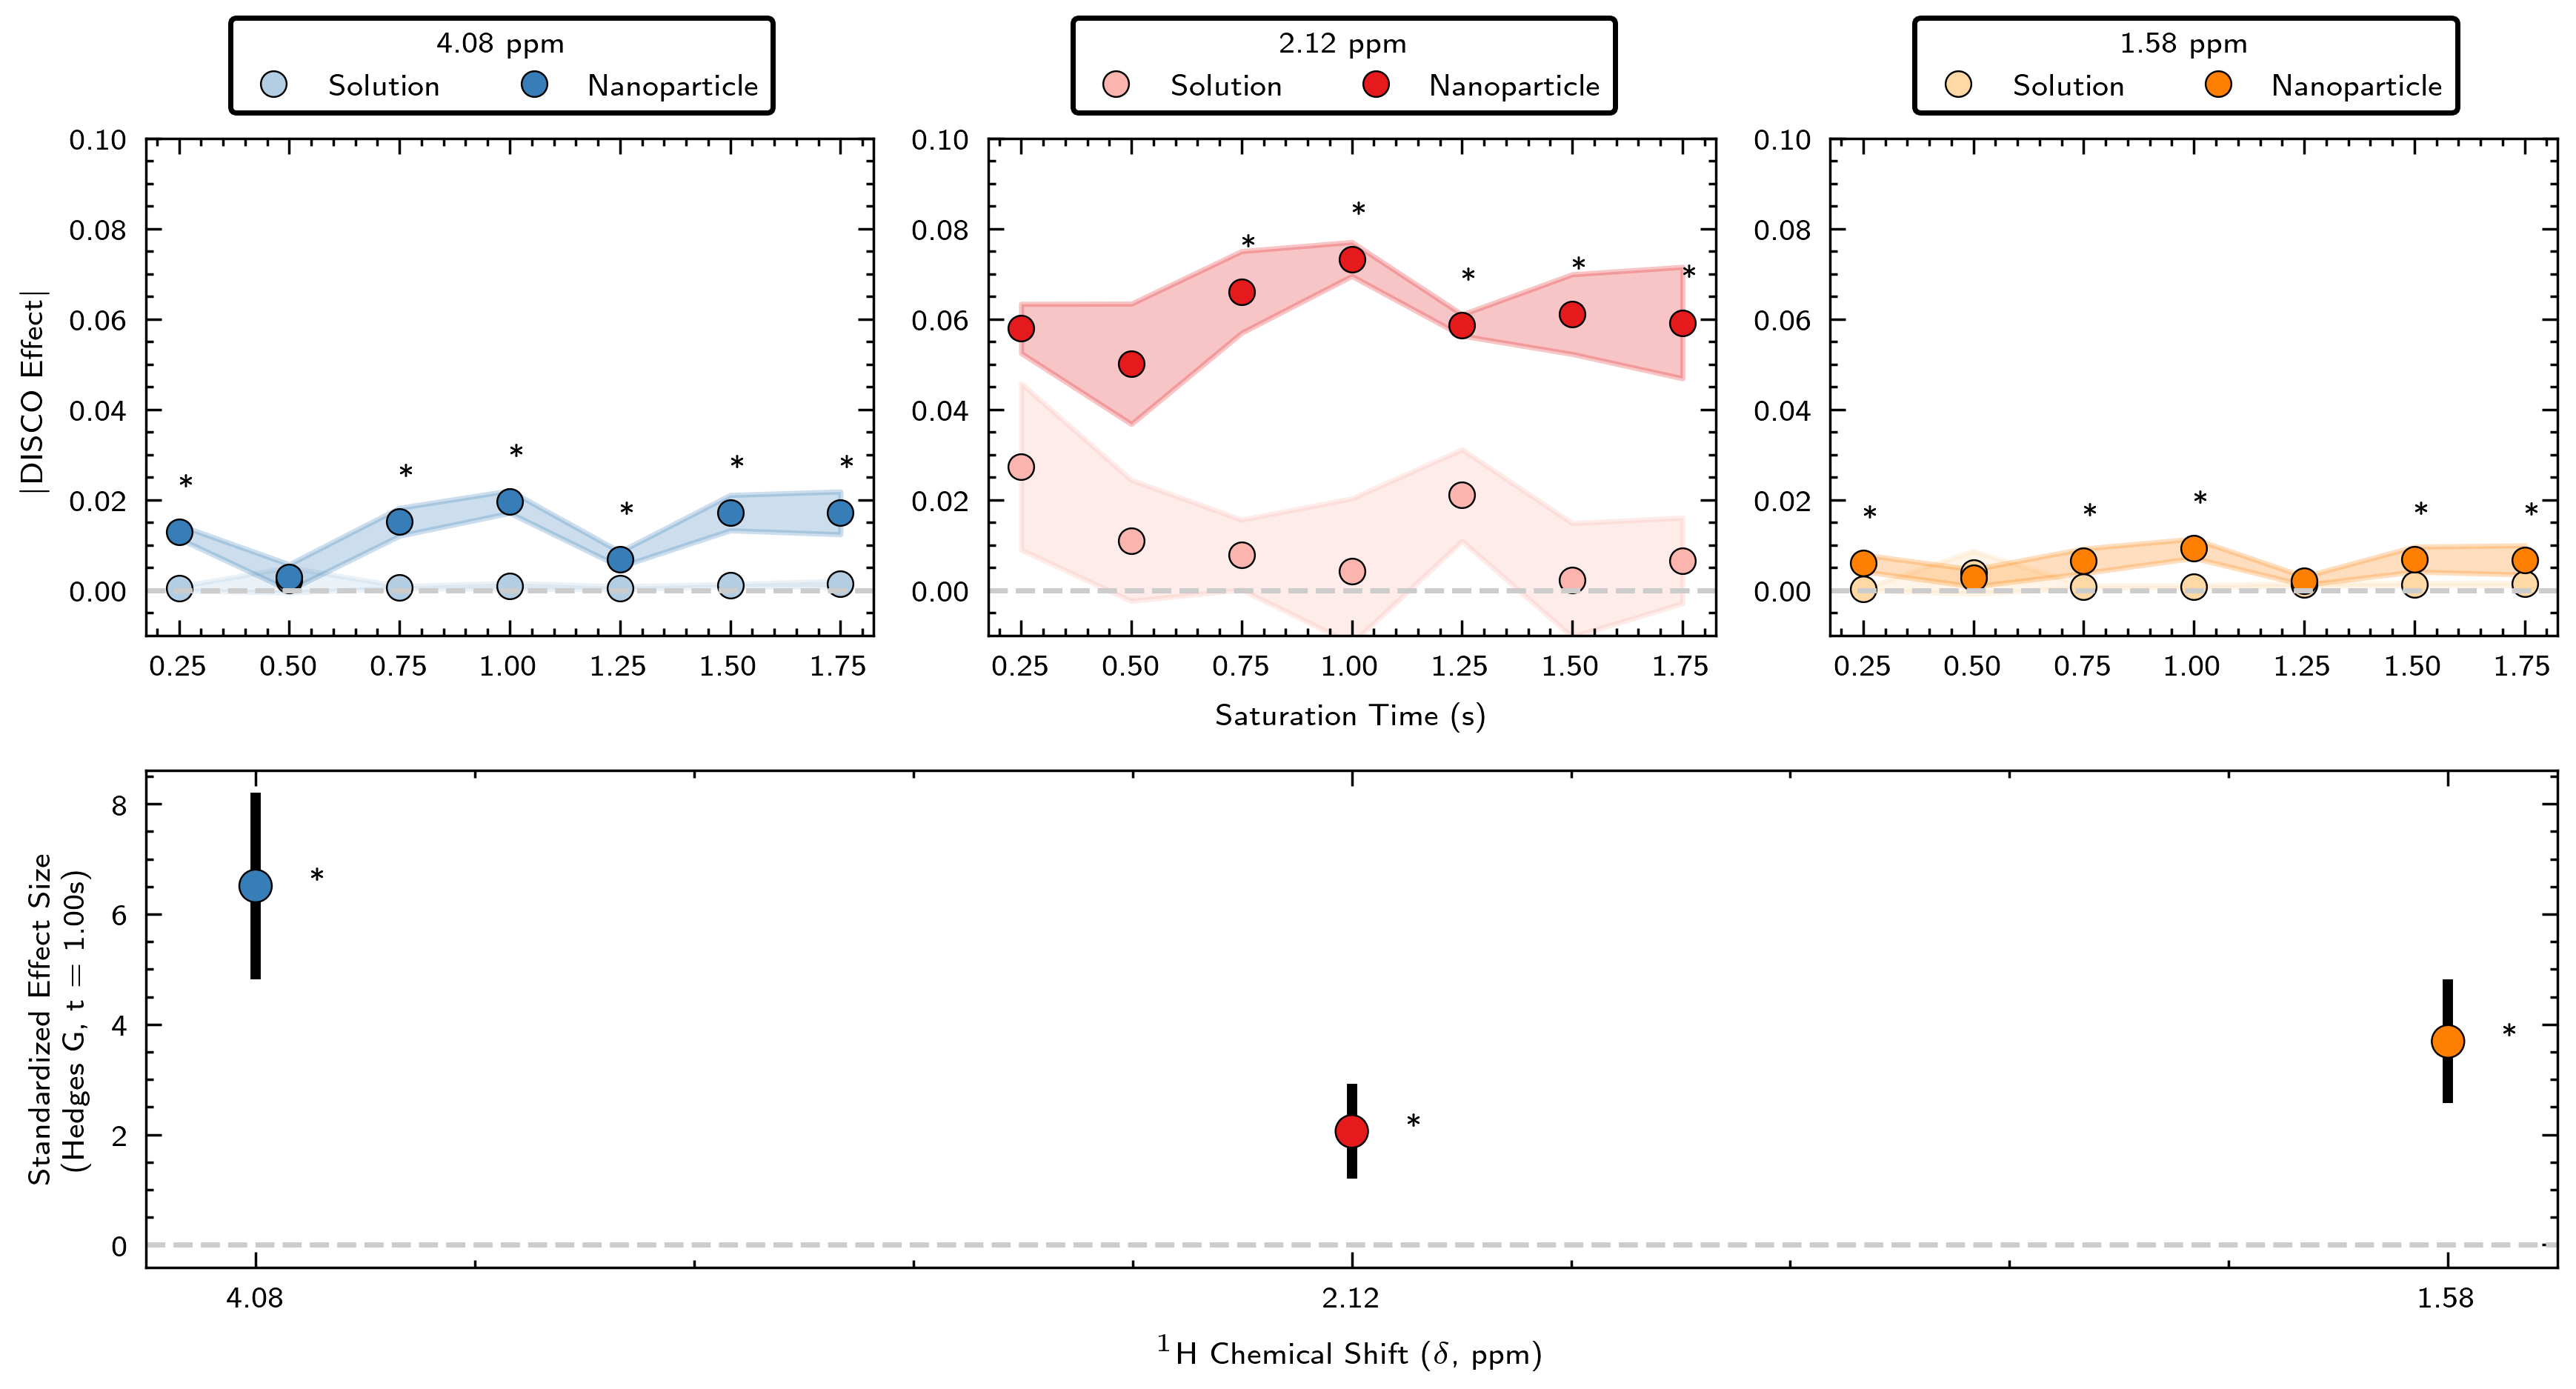 4.08 ppm
Solution Nanoparticle
2.12 ppm
Solution Nanoparticle
1.58 ppm
Solution Nanoparticle
|DISCO Effect|
0.10
0.08
0.06
0.04
0.02
0.00
0.25 0.50 0.75 1.00 1.25 1.50 1.75
* * * * * *
0.10
0.08
0.06
0.04
0.02
0.00
0.25 0.50 0.75 1.00 1.25 1.50 1.75
* * * * *
0.10
0.08
0.06
0.04
0.02
0.00
0.25 0.50 0.75 1.00 1.25 1.50 1.75
* * * * *
Saturation Time (s)
Standardized Effect Size
(Hedges G, t = 1.00s)
8
6
4
2
0
* * *
4.08 2.12 1.58
¹H Chemical Shift (δ, ppm)